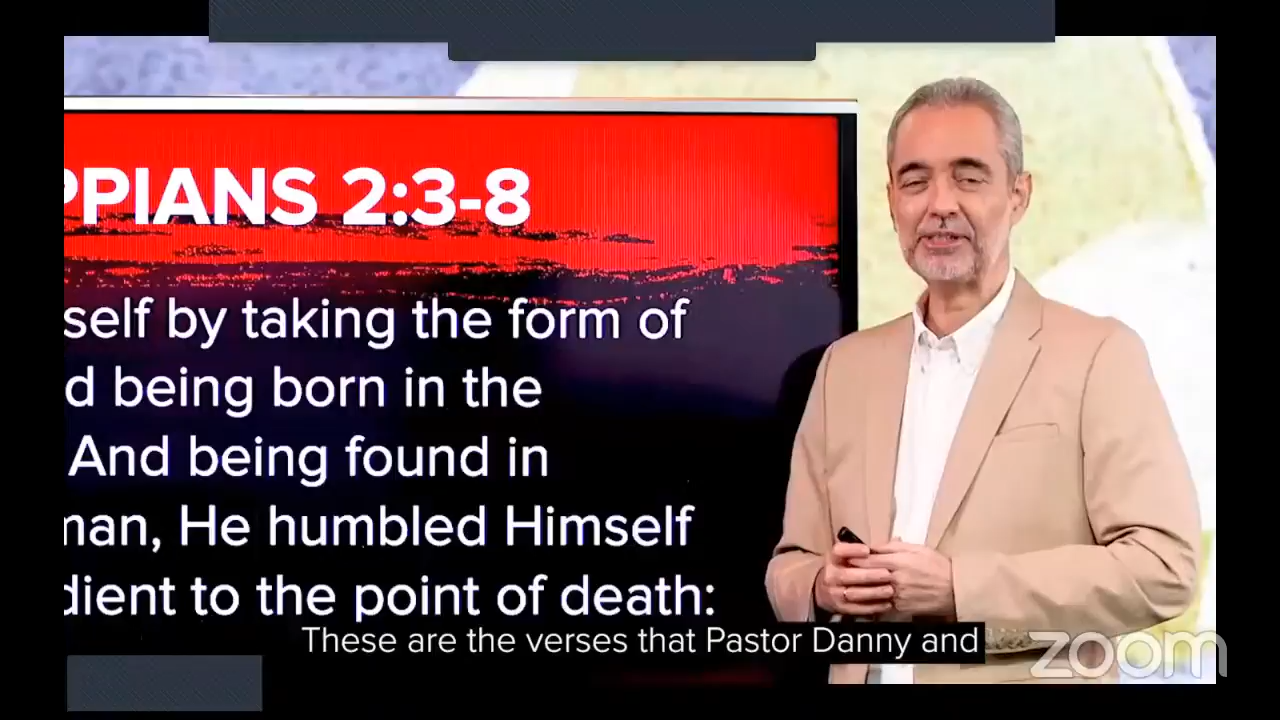 PPIANS 2:3-8
self by taking the form of
d being born in the
And being found in
man, He humbled Himself
dient to the point of death:
These are the verses that Pastor Danny and
zoom